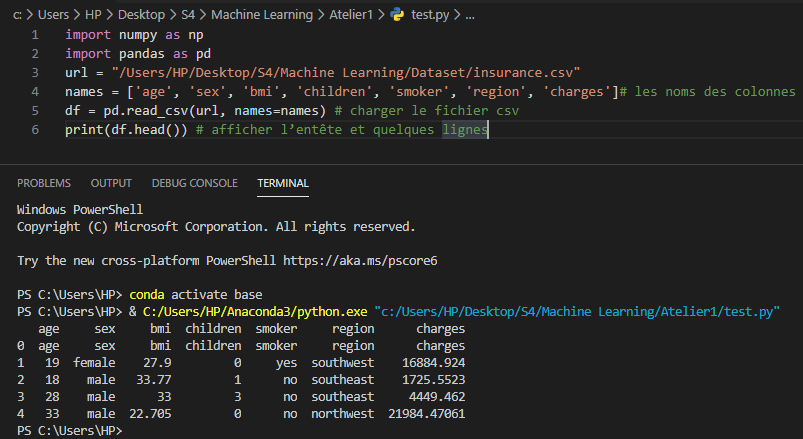 c: > Users > HP > Desktop > S4 > Machine Learning > Atelier1 > test.py > ...
1 import numpy as np
2 import pandas as pd
3 url = "/Users/HP/Desktop/S4/Machine Learning/Dataset/insurance.csv"
4 names = ['age', 'sex', 'bmi', 'children', 'smoker', 'region', 'charges']# les noms des colonnes
5 df = pd.read_csv(url, names=names) # charger le fichier csv
6 print(df.head()) # afficher l’entête et quelques lignes
PROBLEMS OUTPUT DEBUG CONSOLE TERMINAL
Windows PowerShell
Copyright (C) Microsoft Corporation. All rights reserved.
Try the new cross-platform PowerShell https://aka.ms/pscore6
PS C:\Users\HP> conda activate base
PS C:\Users\HP> & C:/Users/HP/Anaconda3/python.exe "c:/Users/HP/Desktop/S4/Machine Learning/Atelier1/test.py"
age sex bmi children smoker region charges
0 age sex bmi children smoker region charges
1 19 female 27.9 0 yes southwest 16884.924
2 18 male 33.77 1 no southeast 1725.5523
3 28 male 33 3 no southeast 4449.462
4 33 male 22.705 0 no northwest 21984.47061
PS C:\Users\HP>